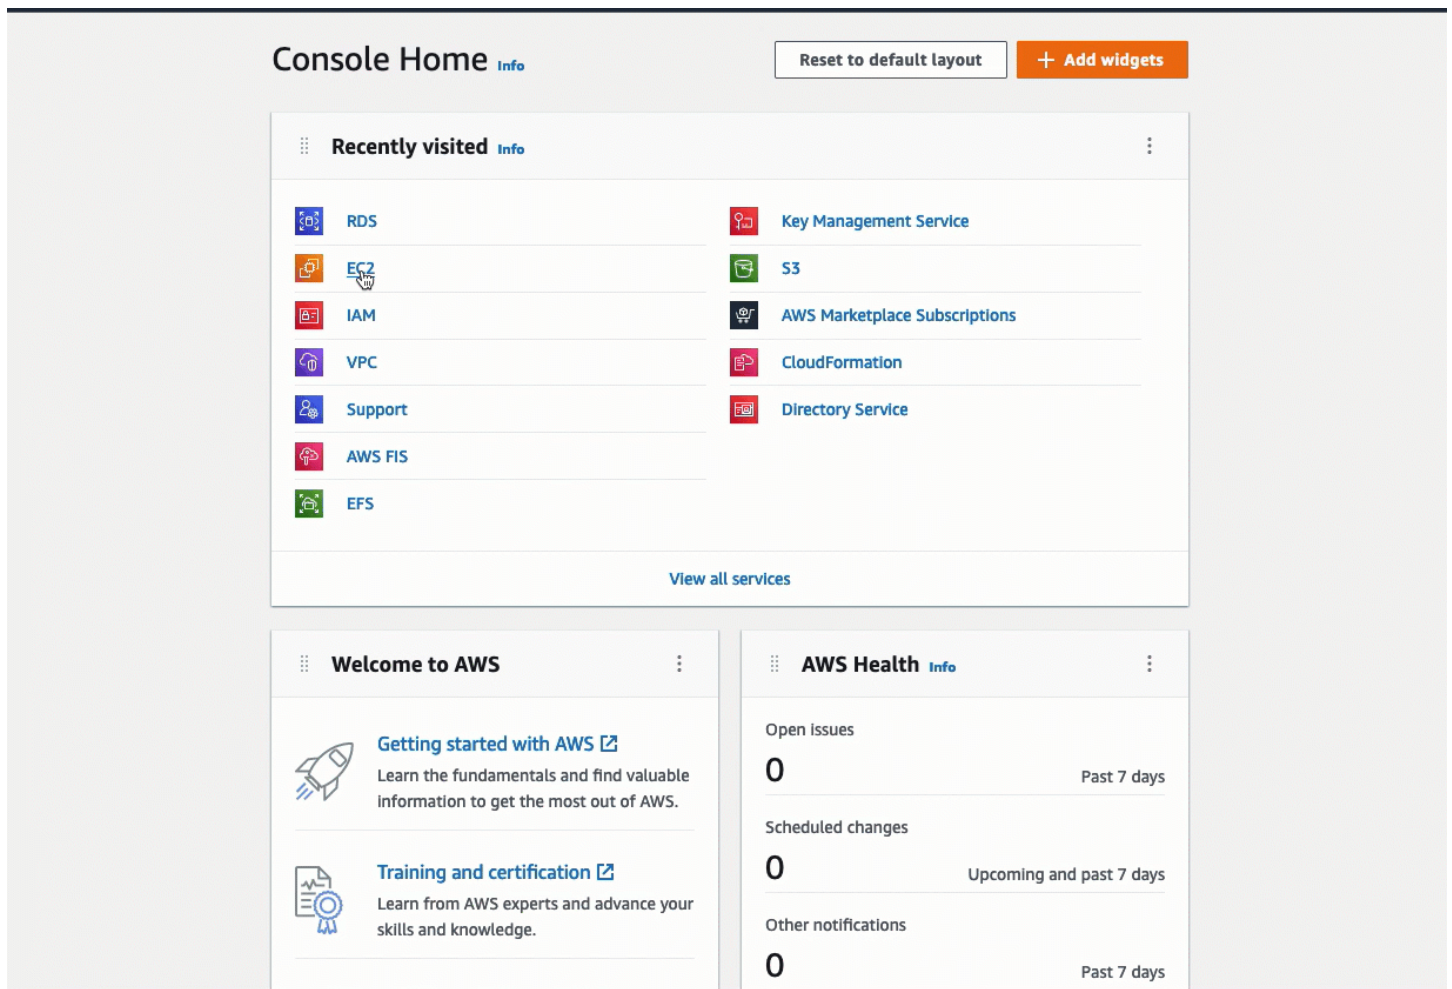 Console Home Info
Reset to default layout
+ Add widgets
Recently visited Info
RDS
EC2
IAM
VPC
Support
AWS FIS
EFS
Key Management Service
S3
AWS Marketplace Subscriptions
CloudFormation
Directory Service
View all services
Welcome to AWS
Getting started with AWS
Learn the fundamentals and find valuable
information to get the most out of AWS.
Training and certification
Learn from AWS experts and advance your
skills and knowledge.
AWS Health Info
Open issues
0
Past 7 days
Scheduled changes
0
Upcoming and past 7 days
Other notifications
0
Past 7 days